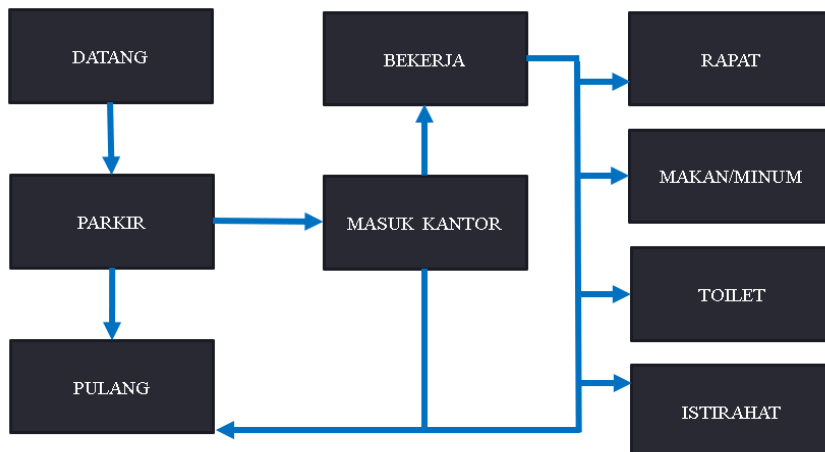 DATANG
BEKERJA
RAPAT
PARKIR
MASUK KANTOR
MAKAN/MINUM
TOILET
PULANG
ISTIRAHAT